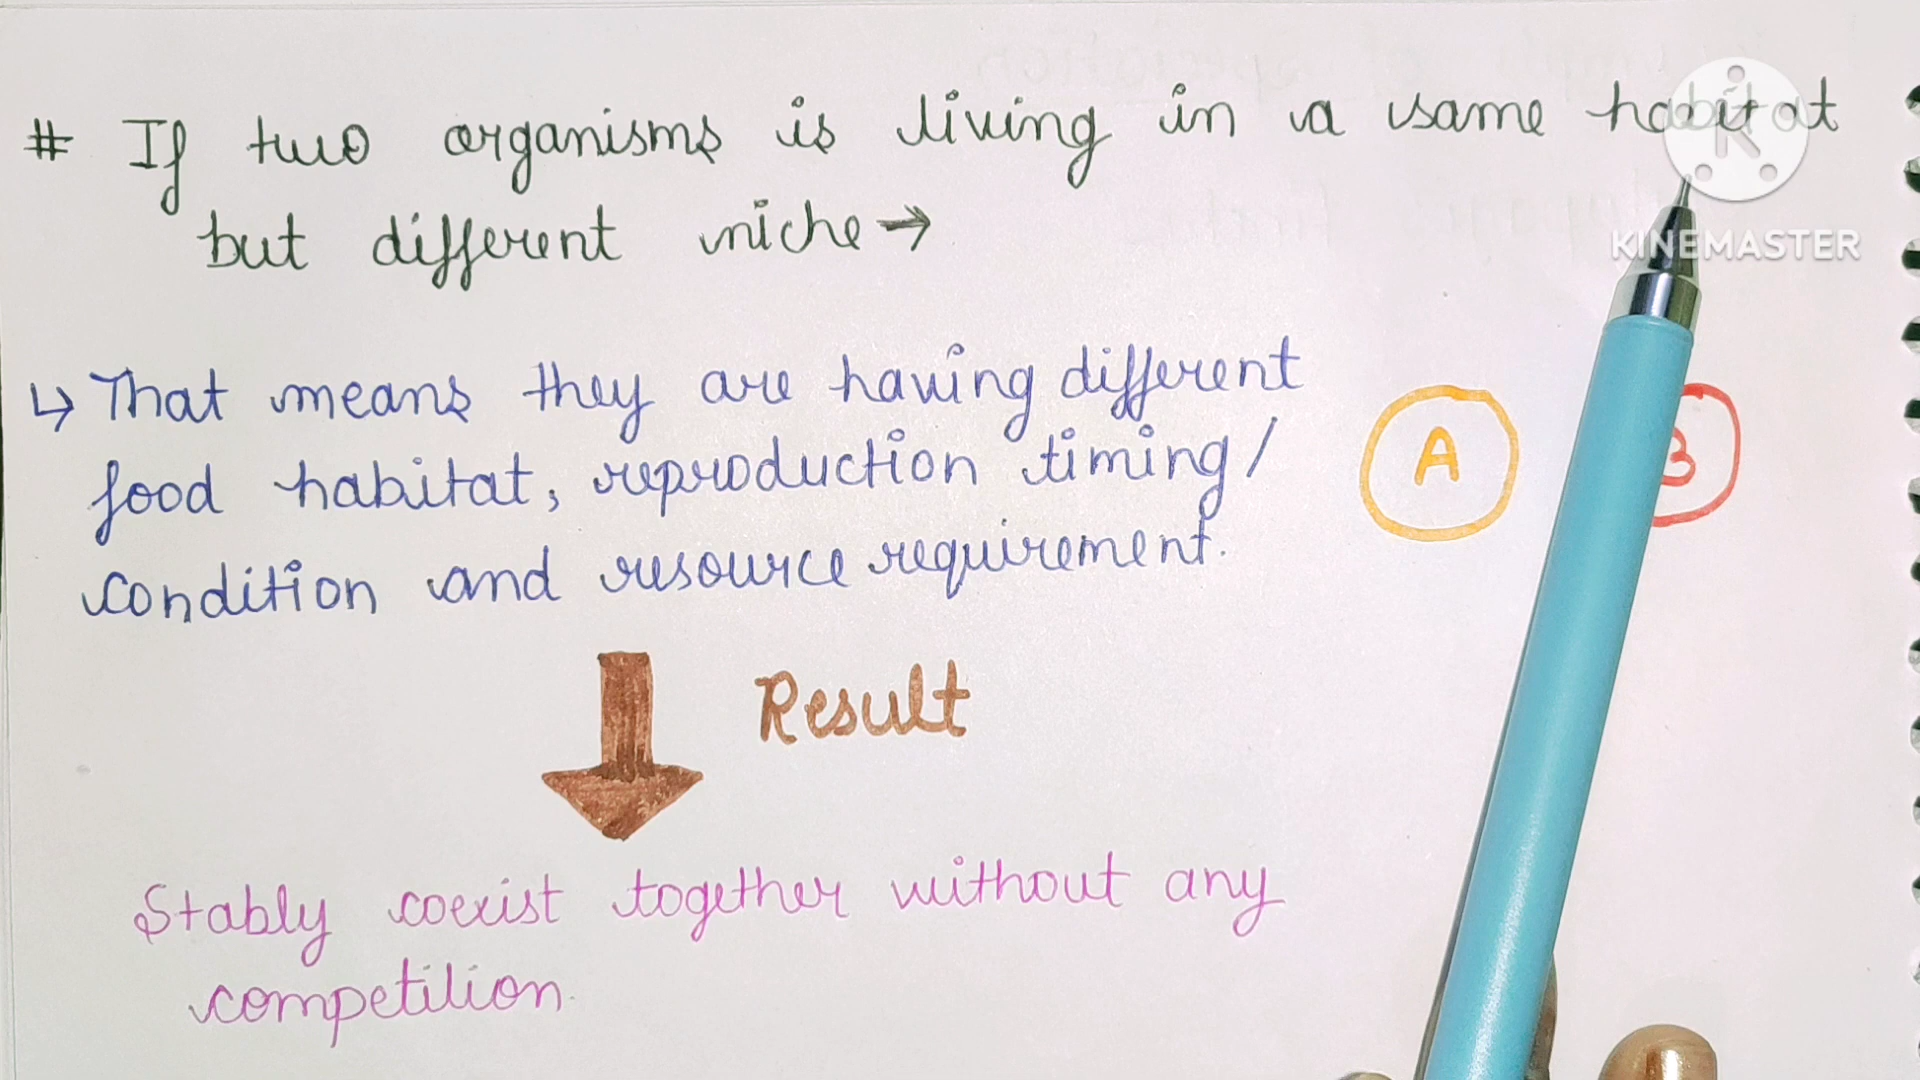 # If two organisms is living in a same habitat
but different niche →
↳ That means they are having different
food habitat, reproduction timing/
condition and resource requirement.
A B
Result
Stably coexist together without any
competition.
KINEMASTER